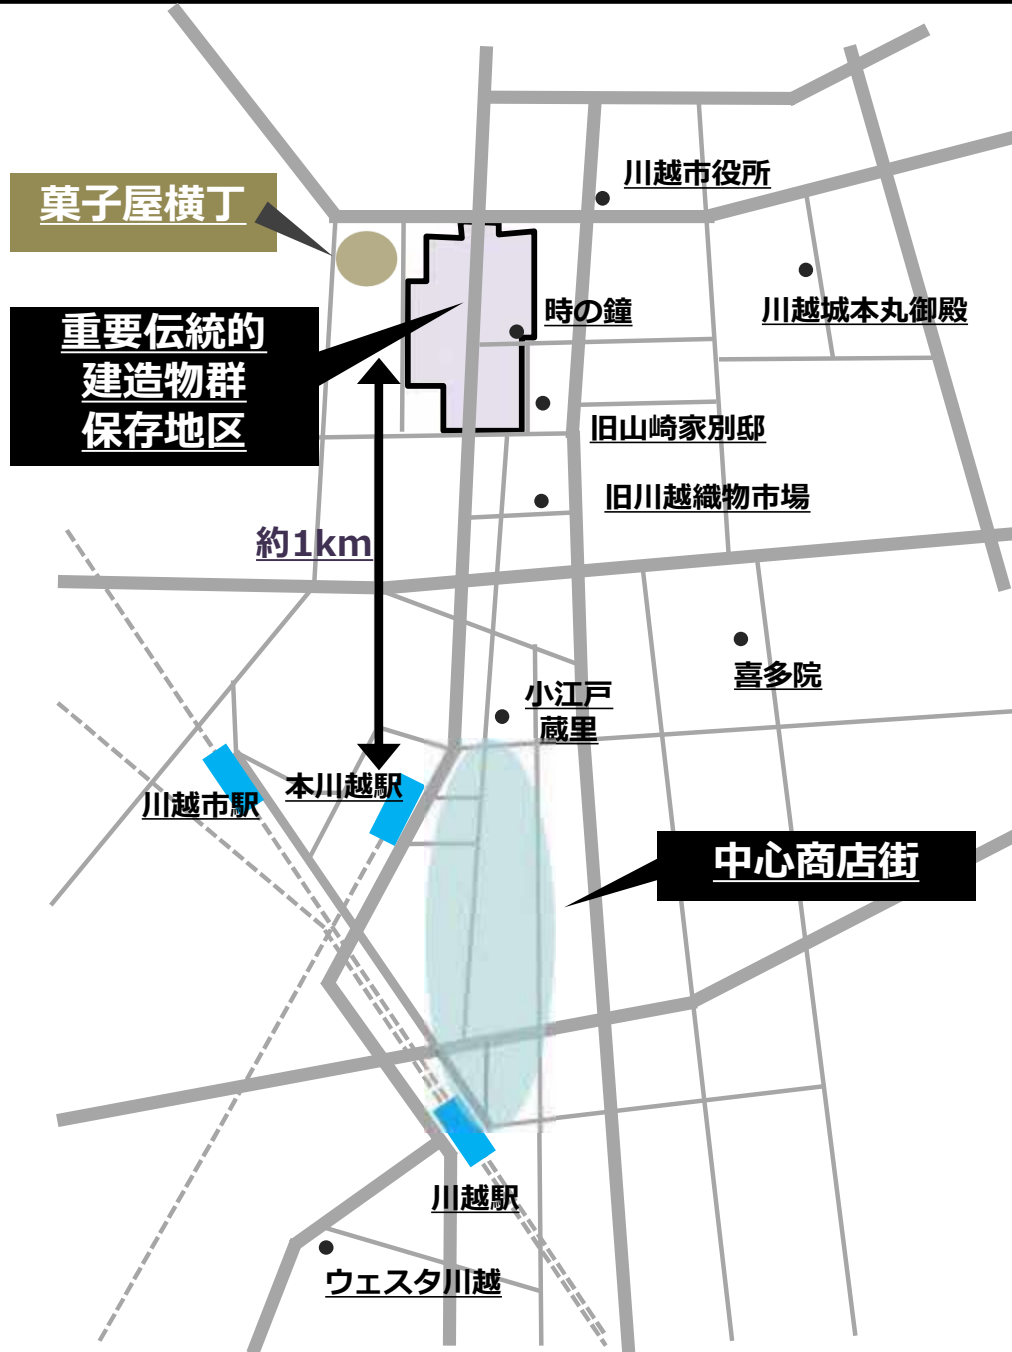 川越市役所
菓子屋横丁
川越城本丸御殿
時の鐘
重要伝統的
建造物群
保存地区
旧山崎家別邸
旧川越織物市場
約1km
喜多院
小江戸
蔵里
本川越駅
川越市駅
中心商店街
川越駅
ウェスタ川越